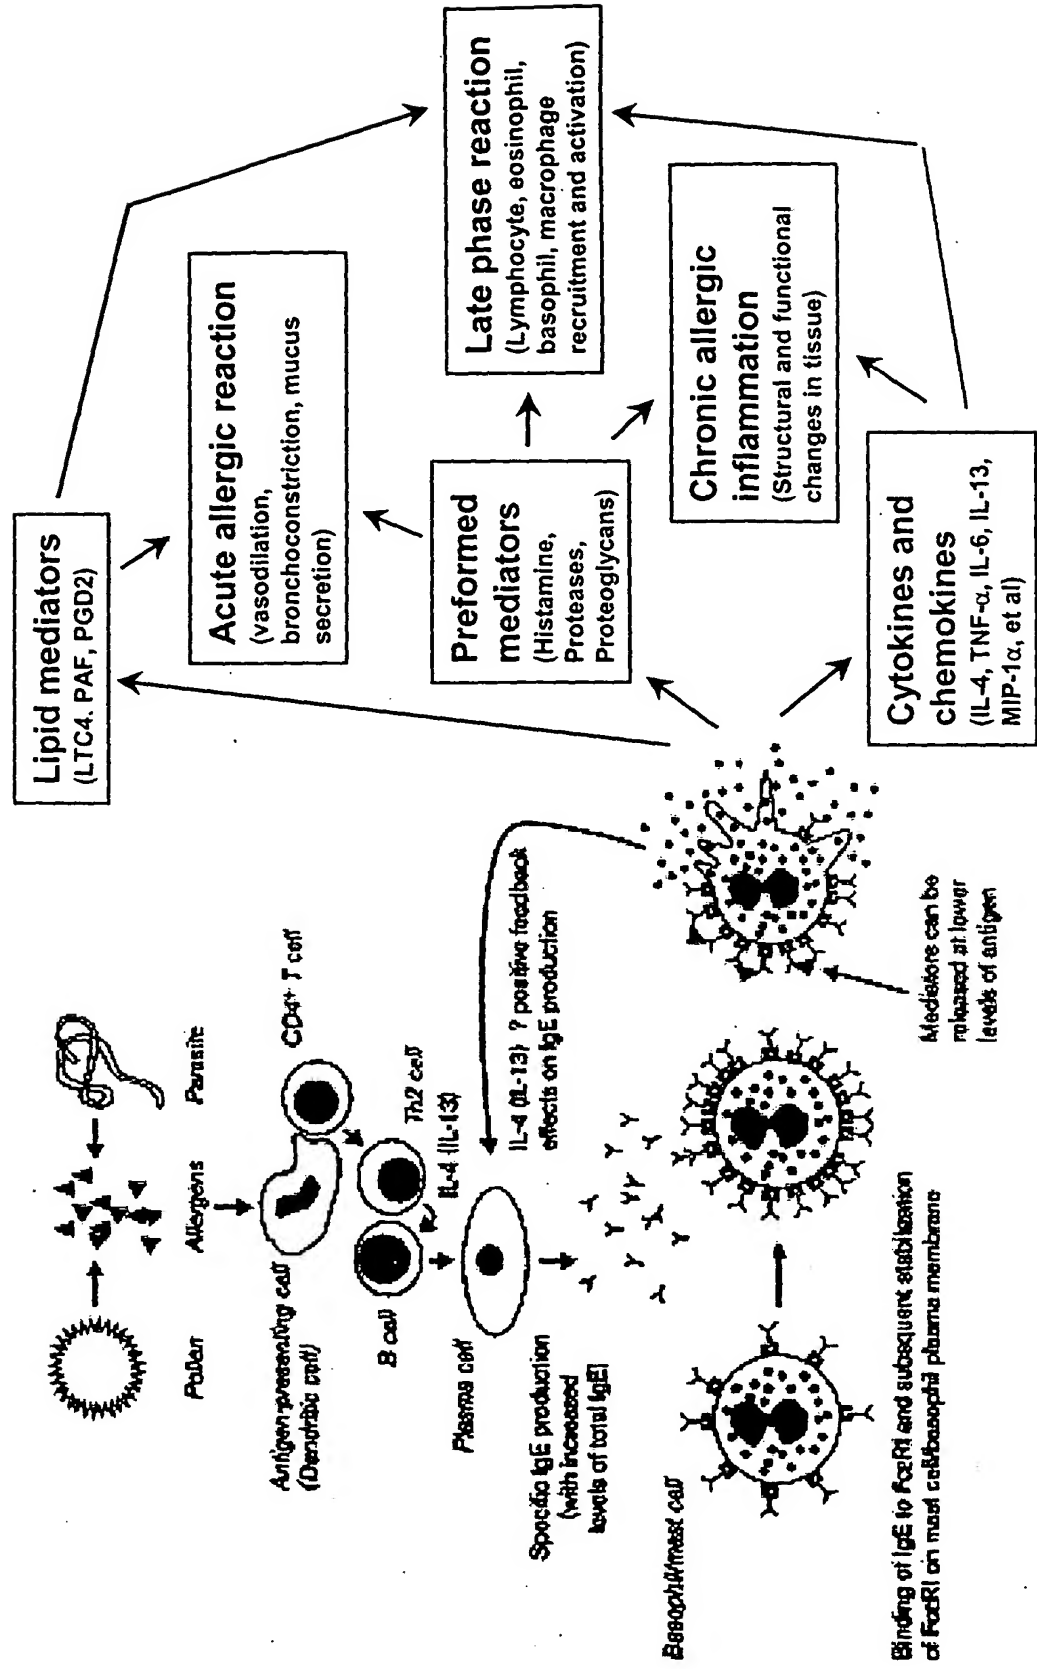 Pollen
Allergens
Parasite
Antigen-presenting cell
(Dendritic cell)
CD4+ T cell
B cell
Th2 cell
IL-4 (IL-13)
Plasma cell
IL-4 (IL-13) ? positive feedback
effects on IgE production
Specific IgE production
(with increased
levels of total IgE)
Basophil/mast cell
Binding of IgE to FcεRI and subsequent stabilization
of FcεRI on mast cell/basophil plasma membrane
Mediators can be
released at lower
levels of antigen
Lipid mediators
(LTC4. PAF, PGD2)
Acute allergic reaction
(vasodilation,
bronchoconstriction, mucus
secretion)
Preformed
mediators
(Histamine,
Proteases,
Proteoglycans)
Late phase reaction
(Lymphocyte, eosinophil,
basophil, macrophage
recruitment and activation)
Chronic allergic
inflammation
(Structural and functional
changes in tissue)
Cytokines and
chemokines
(IL-4, TNF-α, IL-6, IL-13,
MIP-1α, et al)